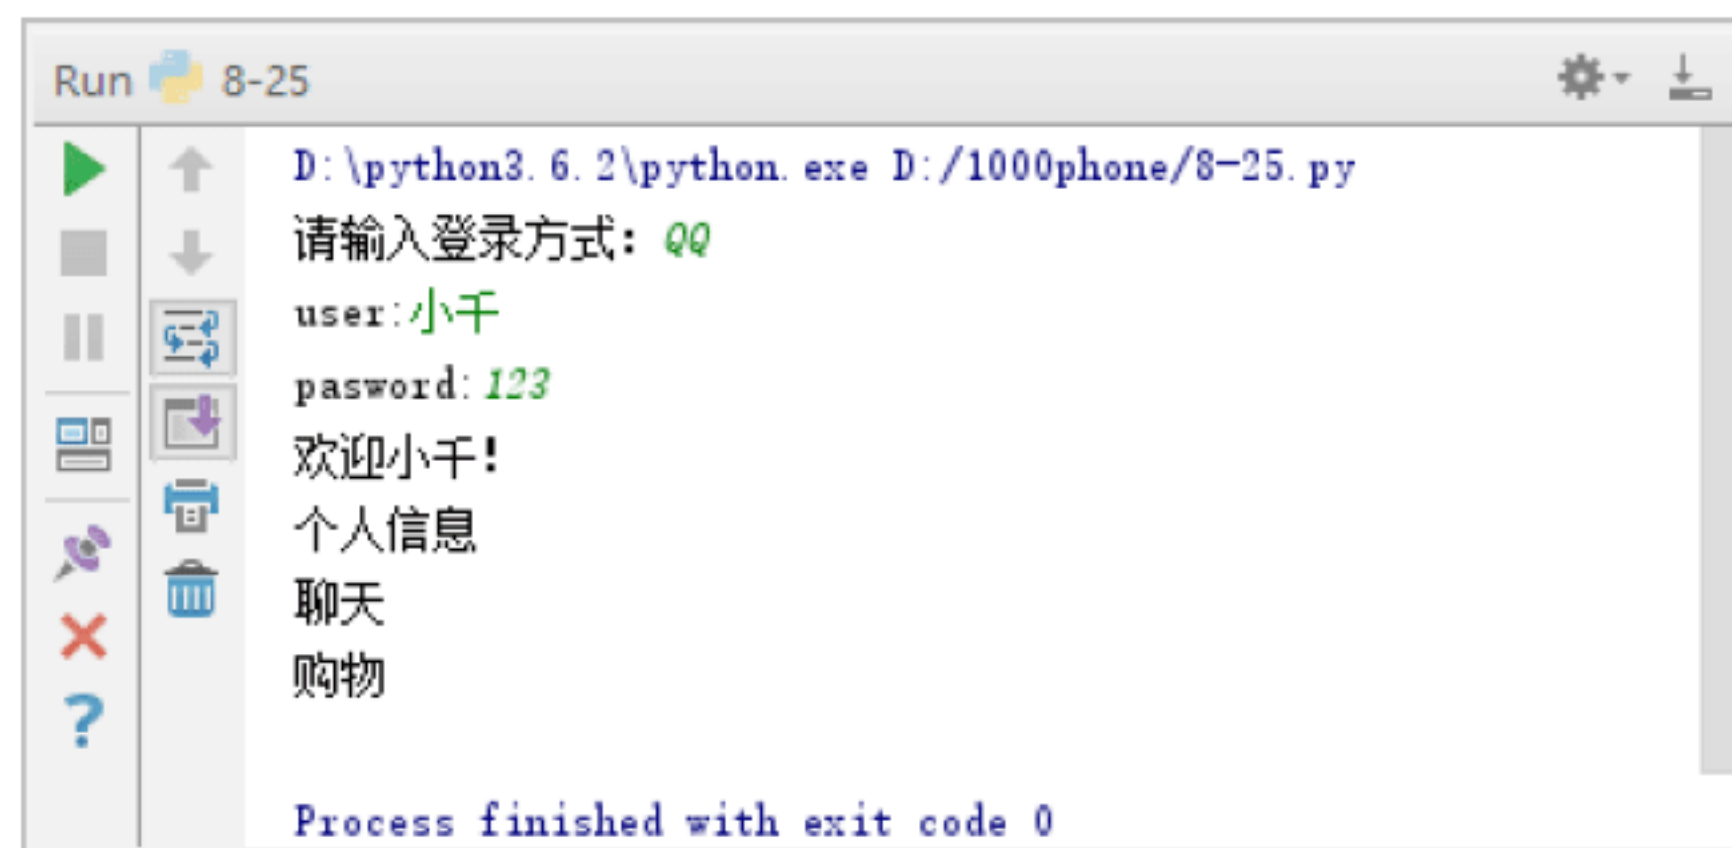 Run 8-25
D:\python3.6.2\python.exe D:/1000phone/8-25.py
请输入登录方式：QQ
user:小千
pasword:123
欢迎小千!
个人信息
聊天
购物
Process finished with exit code 0